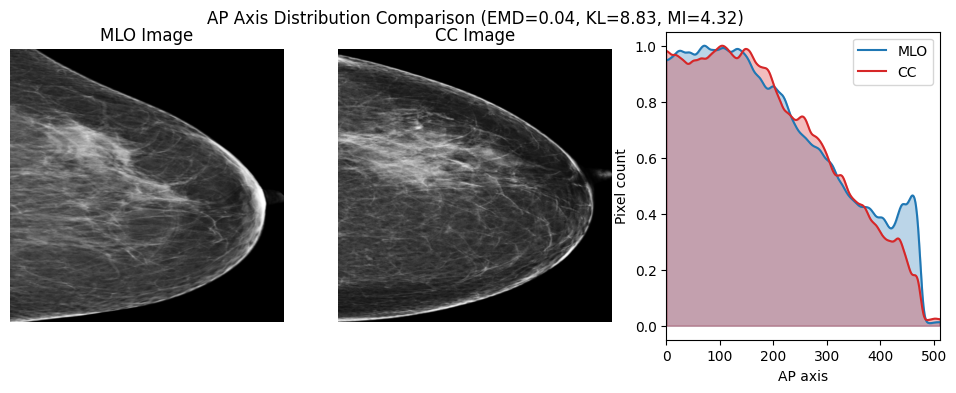 AP Axis Distribution Comparison (EMD=0.04, KL=8.83, MI=4.32)
MLO Image
CC Image
MLO
CC
Pixel count
1.0
0.8
0.6
0.4
0.2
0.0
0 100 200 300 400 500
AP axis